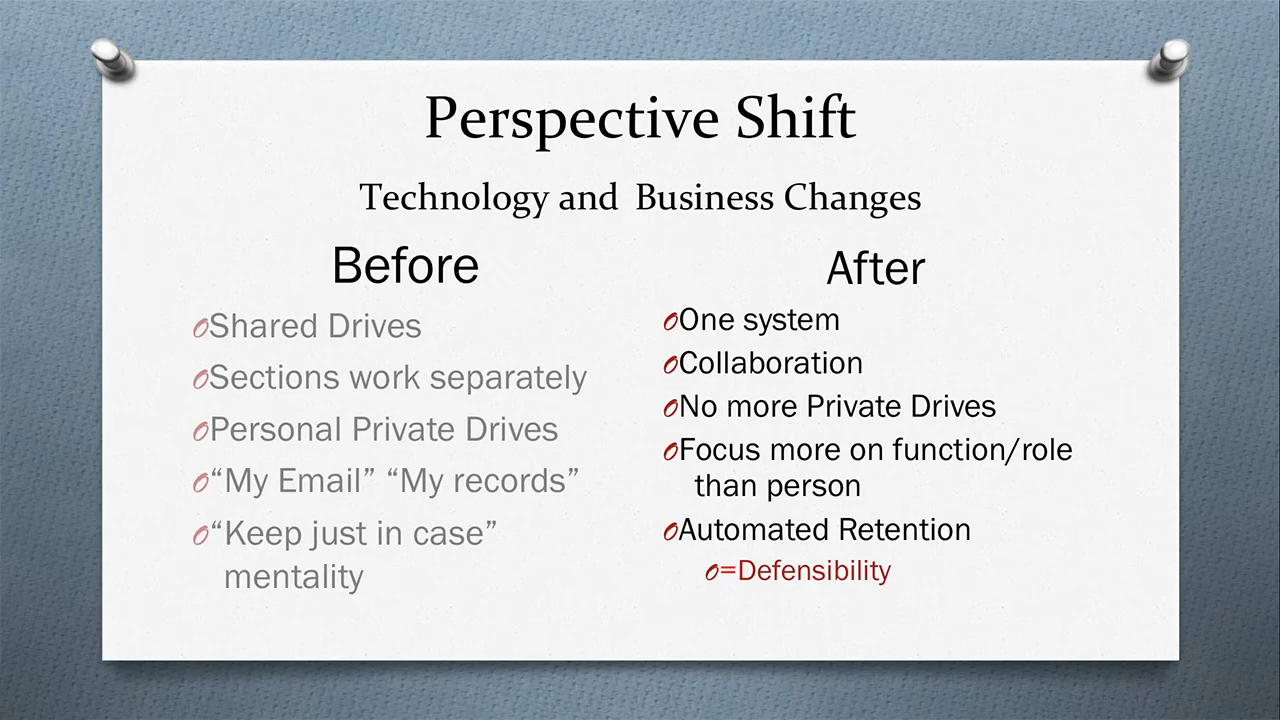 Perspective Shift
Technology and Business Changes
Before
Shared Drives
Sections work separately
Personal Private Drives
“My Email” “My records”
“Keep just in case”
mentality
After
One system
Collaboration
No more Private Drives
Focus more on function/role
than person
Automated Retention
=Defensibility